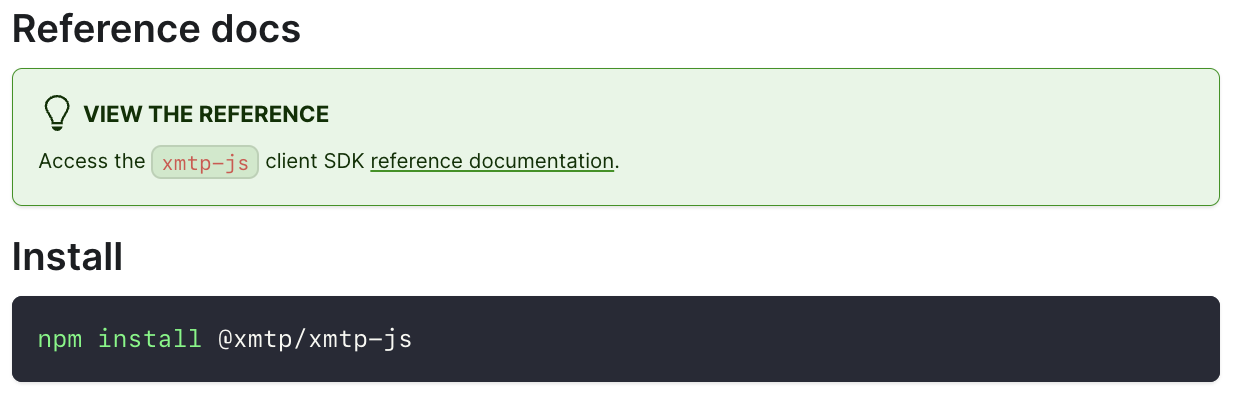 Reference docs
VIEW THE REFERENCE
Access the xmtp-js client SDK reference documentation.
Install
npm install @xmtp/xmtp-js